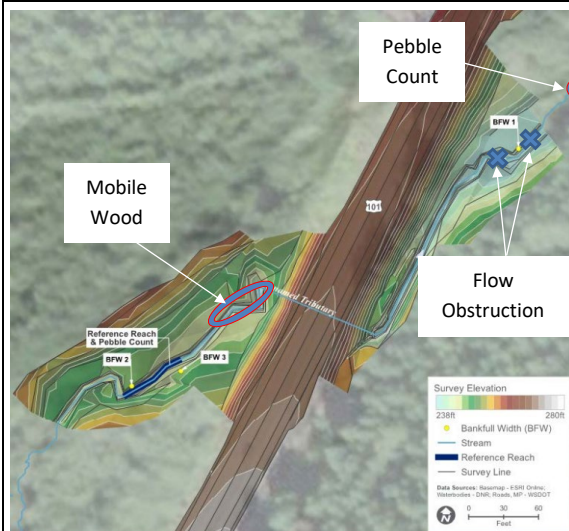 Pebble
Count
BFW 1
Mobile
Wood
101
Flow
Obstruction
Reference Reach
& Pebble Count
BFW 2
BFW 3
Survey Elevation
238ft 280ft
Bankfull Width (BFW)
Stream
Reference Reach
Survey Line
Data Sources: Basemap - ESRI Online;
Waterbodies - DNR; Roads, MP - WSDOT
N
0 30 60
Feet
Tributary